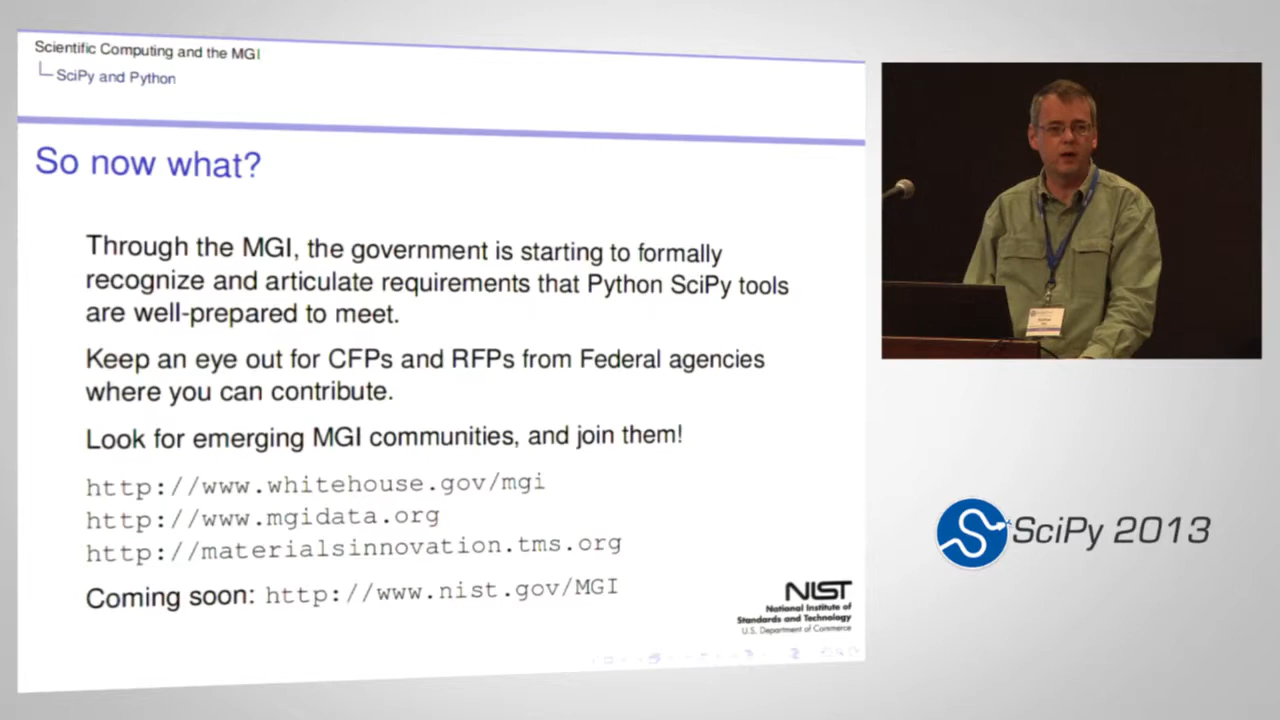 Scientific Computing and the MGI
SciPy and Python
So now what?
Through the MGI, the government is starting to formally
recognize and articulate requirements that Python SciPy tools
are well-prepared to meet.
Keep an eye out for CFPs and RFPs from Federal agencies
where you can contribute.
Look for emerging MGI communities, and join them!
http://www.whitehouse.gov/mgi
http://www.mgidata.org
http://materialsinnovation.tms.org
Coming soon: http://www.nist.gov/MGI
NIST
National Institute of
Standards and Technology
U.S. Department of Commerce
SciPy 2013